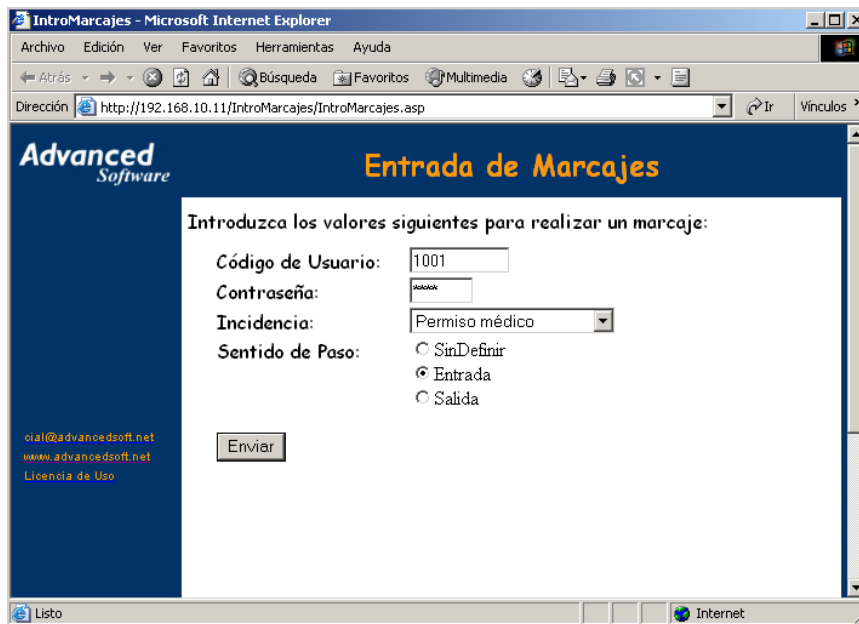 IntroMarcajes - Microsoft Internet Explorer
Archivo Edición Ver Favoritos Herramientas Ayuda
Atrás Búsqueda Favoritos Multimedia
Dirección http://192.168.10.11/IntroMarcajes/IntroMarcajes.asp Ir Vínculos
Advanced
Software
Entrada de Marcajes
Introduzca los valores siguientes para realizar un marcaje:
Código de Usuario: 1001
Contraseña: ****
Incidencia: Permiso médico
Sentido de Paso: SinDefinir
Entrada
Salida
Enviar
cial@advancedsoft.net
www.advancedsoft.net
Licencia de Uso
Listo Internet